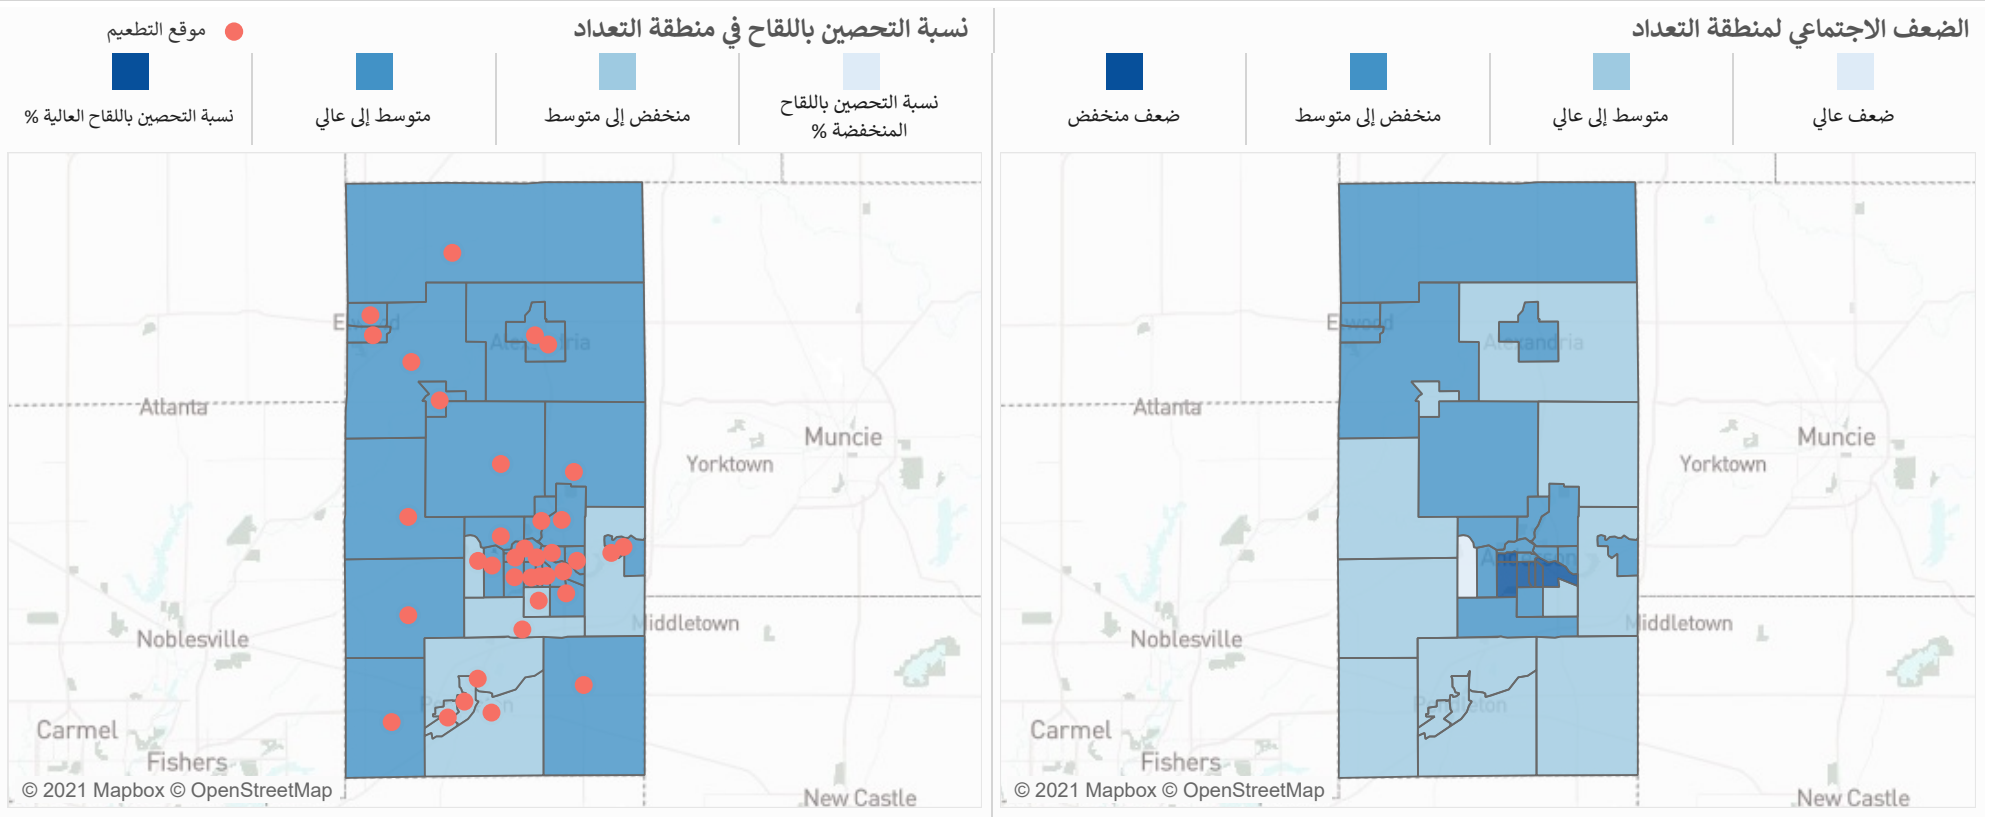 الضعف الاجتماعي لمنطقة التعداد
ضعف عالي
متوسط إلى عالي
منخفض إلى متوسط
ضعف منخفض
Elwood
Alexandria
Atlanta
Muncie
Yorktown
Anderson
Middletown
Noblesville
Pendleton
Carmel
Fishers
New Castle
© 2021 Mapbox © OpenStreetMap
نسبة التحصين باللقاح في منطقة التعداد
موقع التطعيم
نسبة التحصين باللقاح
المنخفضة %
منخفض إلى متوسط
متوسط إلى عالي
نسبة التحصين باللقاح العالية %
Atlanta
Muncie
Yorktown
Middletown
Noblesville
Carmel
Fishers
New Castle
© 2021 Mapbox © OpenStreetMap